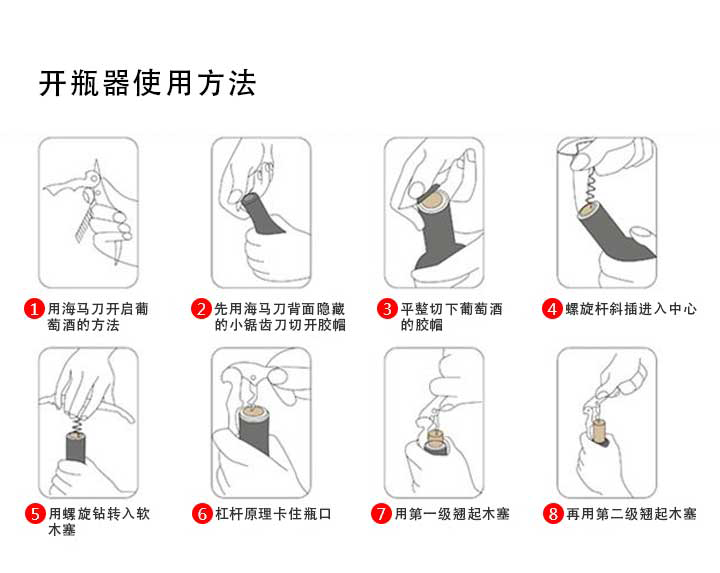 开瓶器使用方法
1 用海马刀开启葡
萄酒的方法
2 先用海马刀背面隐藏
的小锯齿刀切开胶帽
3 平整切下葡萄酒
的胶帽
4 螺旋杆斜插进入中心
5 用螺旋钻转入软
木塞
6 杠杆原理卡住瓶口
7 用第一级翘起木塞
8 再用第二级翘起木塞